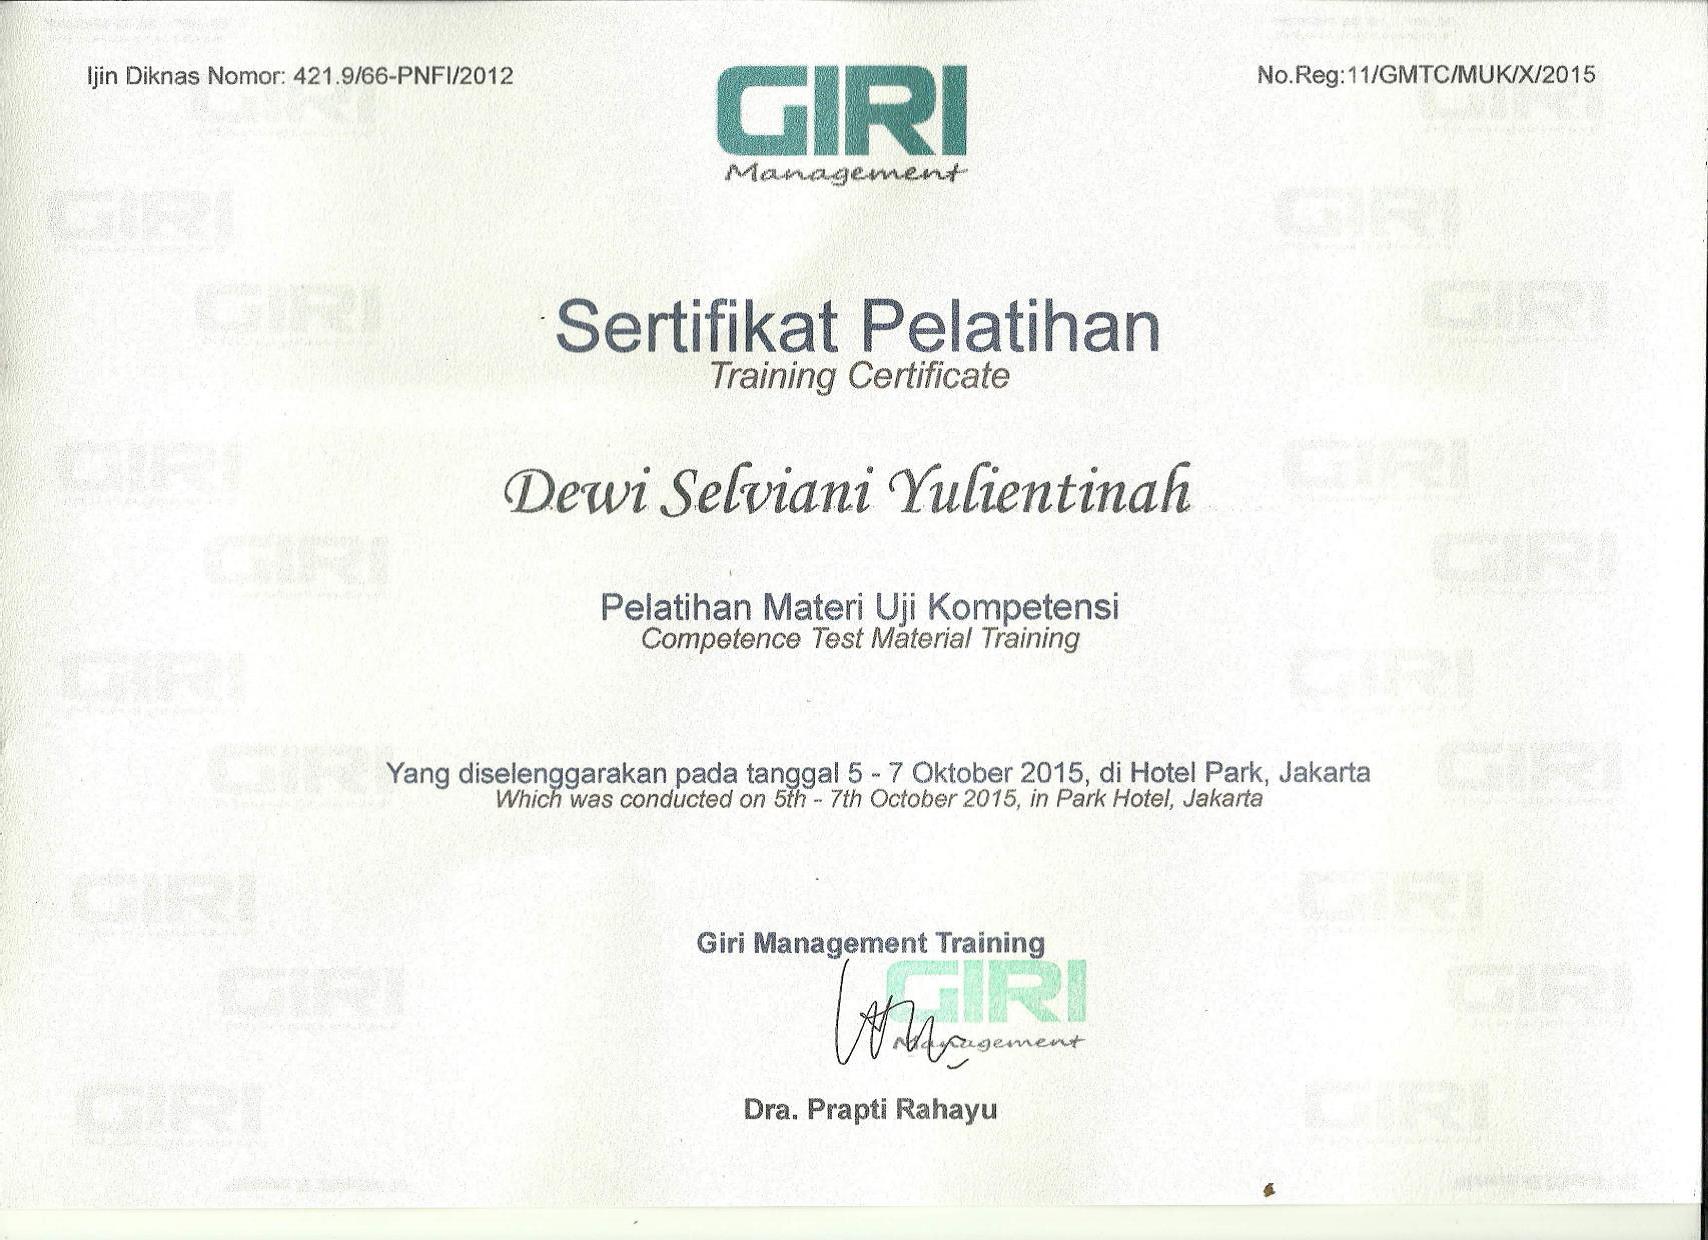 Ijin Diknas Nomor: 421.9/66-PNFI/2012
No.Reg:11/GMTC/MUK/X/2015
GIRI
Management
Sertifikat Pelatihan
Training Certificate
Dewi Selviani Yulientinah
Pelatihan Materi Uji Kompetensi
Competence Test Material Training
Yang diselenggarakan pada tanggal 5 - 7 Oktober 2015, di Hotel Park, Jakarta
Which was conducted on 5th - 7th October 2015, in Park Hotel, Jakarta
Giri Management Training
GIRI
Management
Dra. Prapti Rahayu